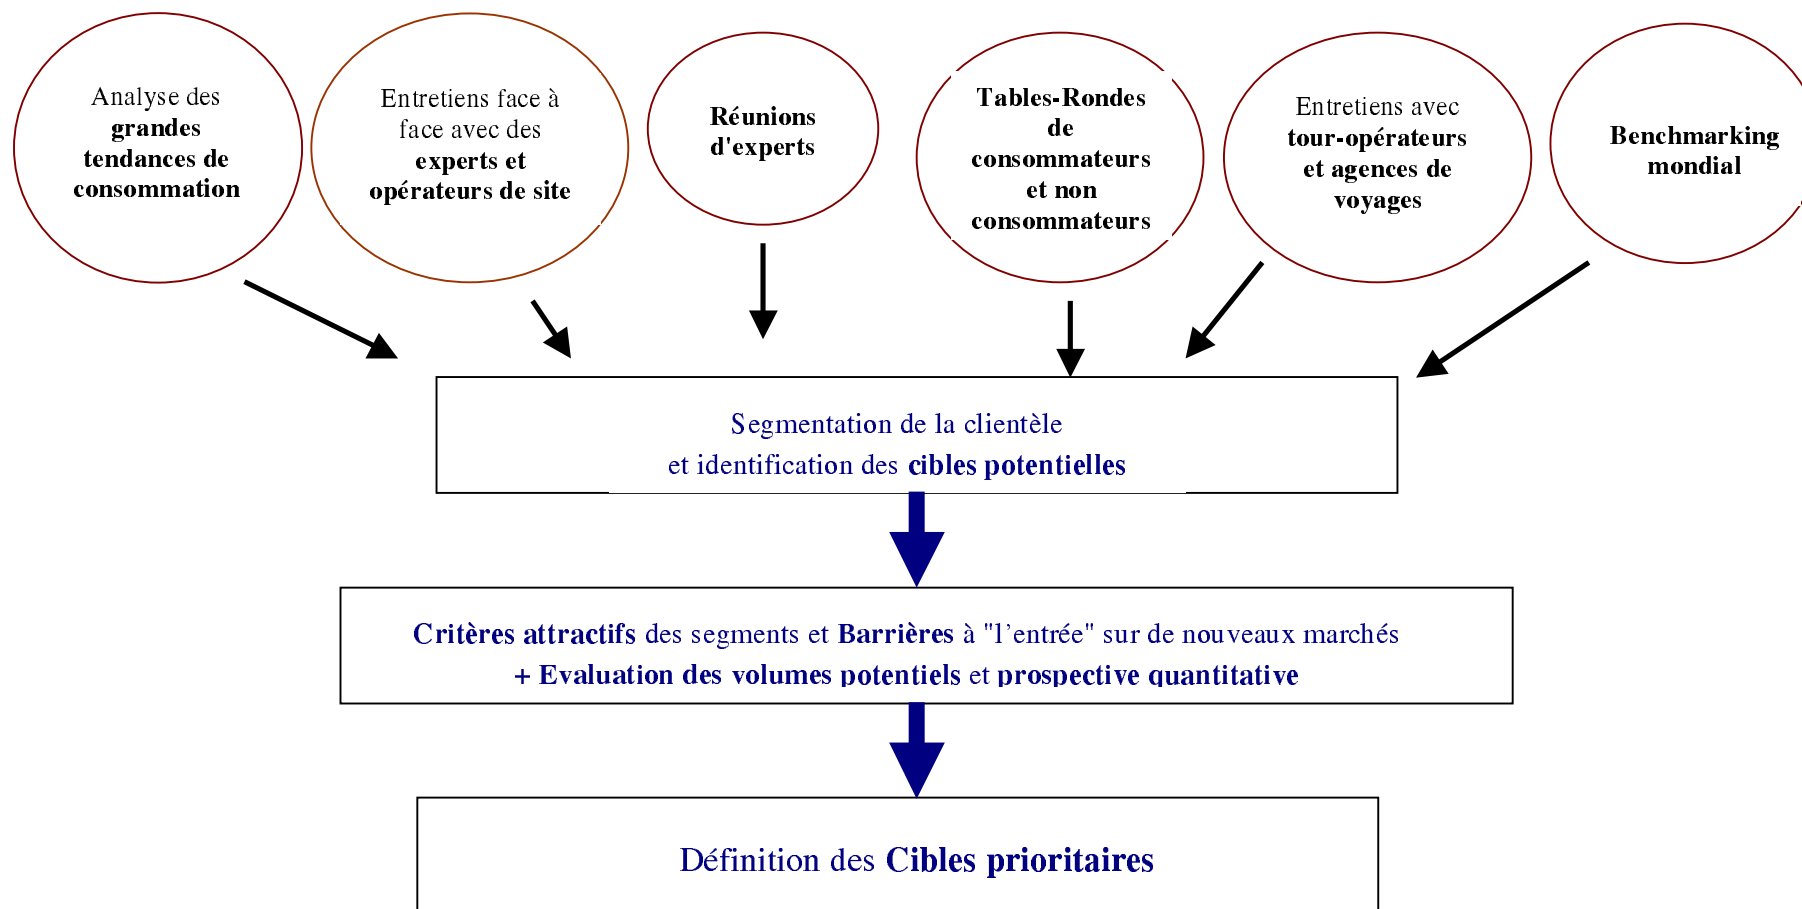 Analyse des
grandes
tendances de
consommation
Entretiens face à
face avec des
experts et
opérateurs de site
Réunions
d'experts
Tables-Rondes
de
consommateurs
et non
consommateurs
Entretiens avec
tour-opérateurs
et agences de
voyages
Benchmarking
mondial
Segmentation de la clientèle
et identification des cibles potentielles
Critères attractifs des segments et Barrières à "l'entrée" sur de nouveaux marchés
+ Evaluation des volumes potentiels et prospective quantitative
Définition des Cibles prioritaires